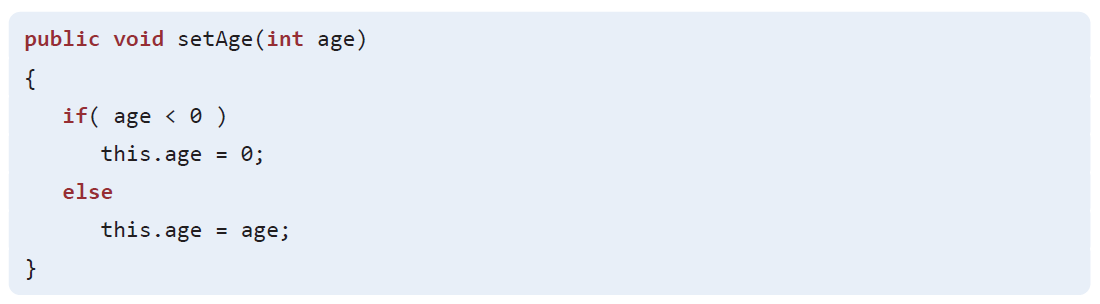 public void setAge(int age)
{
   if( age < 0 )
      this.age = 0;
   else
      this.age = age;
}